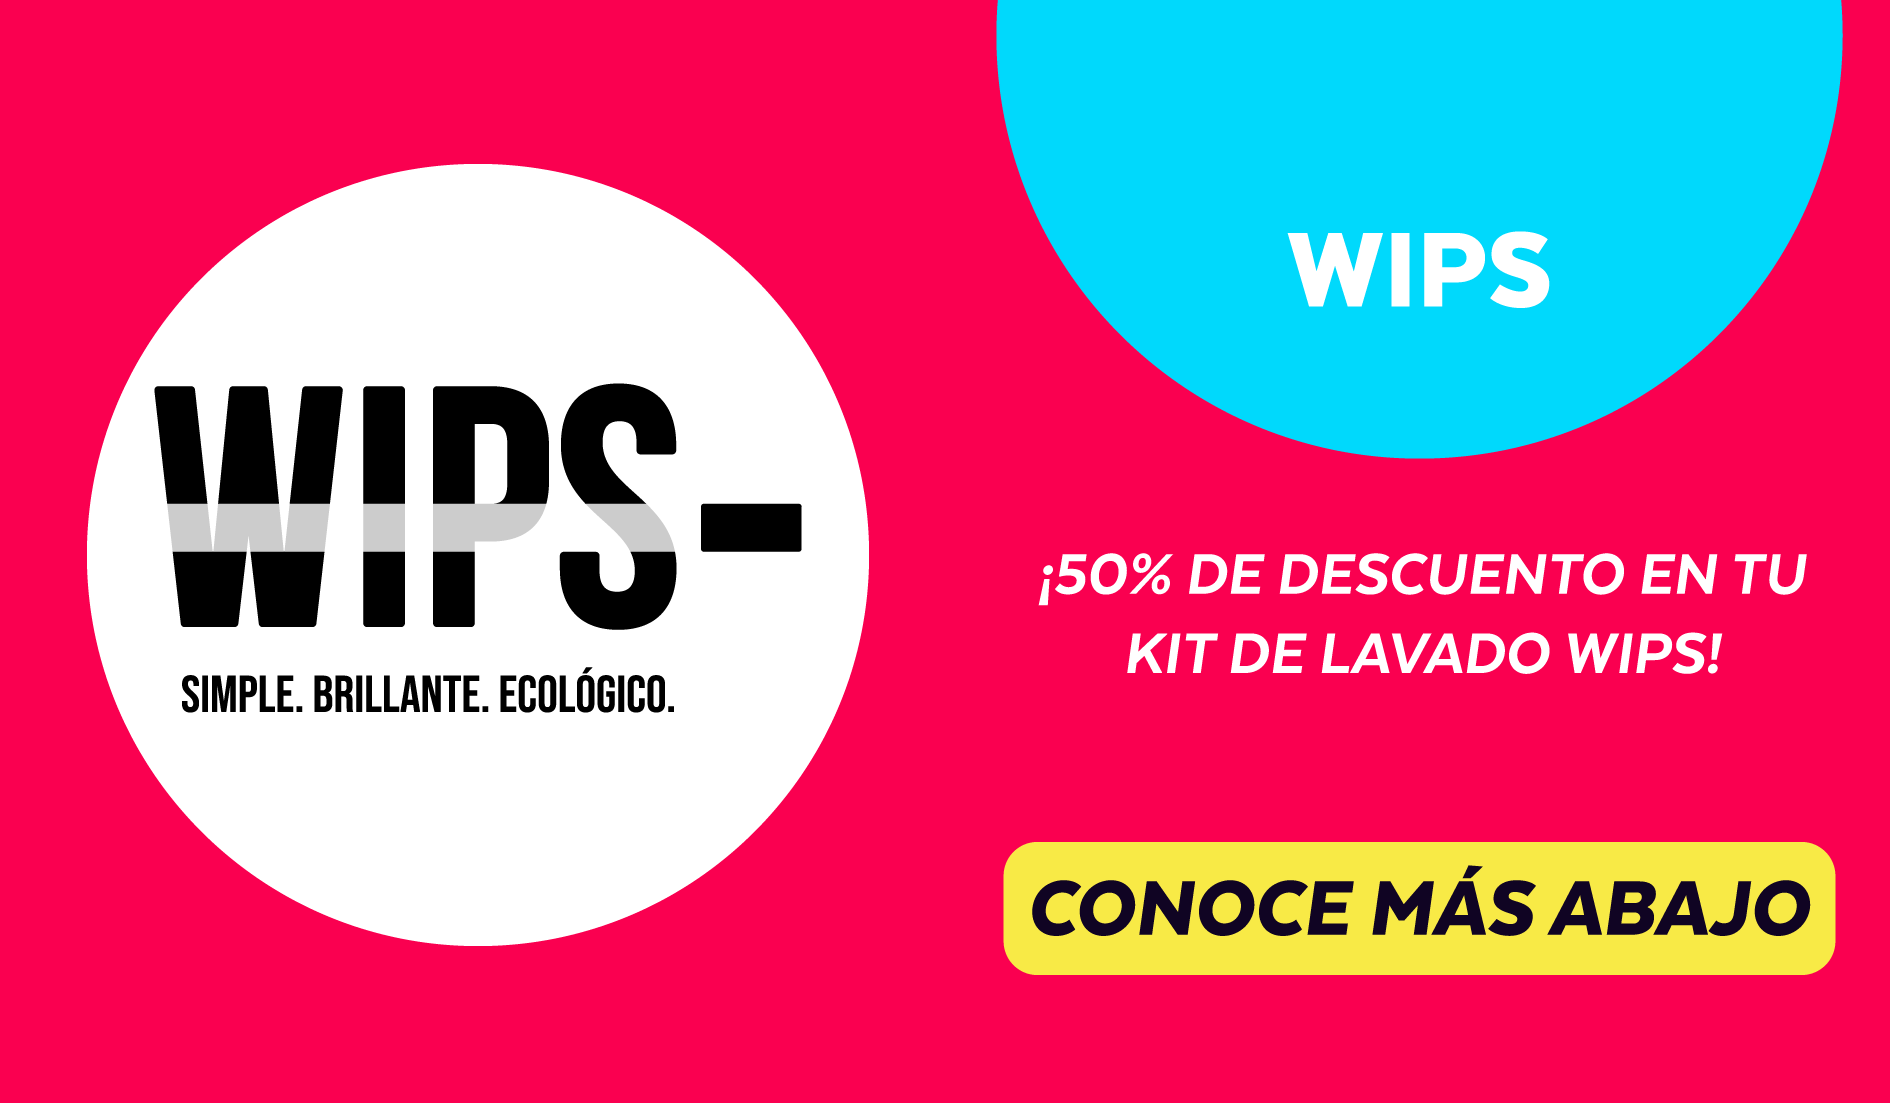 WIPS-
SIMPLE. BRILLANTE. ECOLÓGICO.
WIPS
¡50% DE DESCUENTO EN TU
KIT DE LAVADO WIPS!
CONOCE MÁS ABAJO